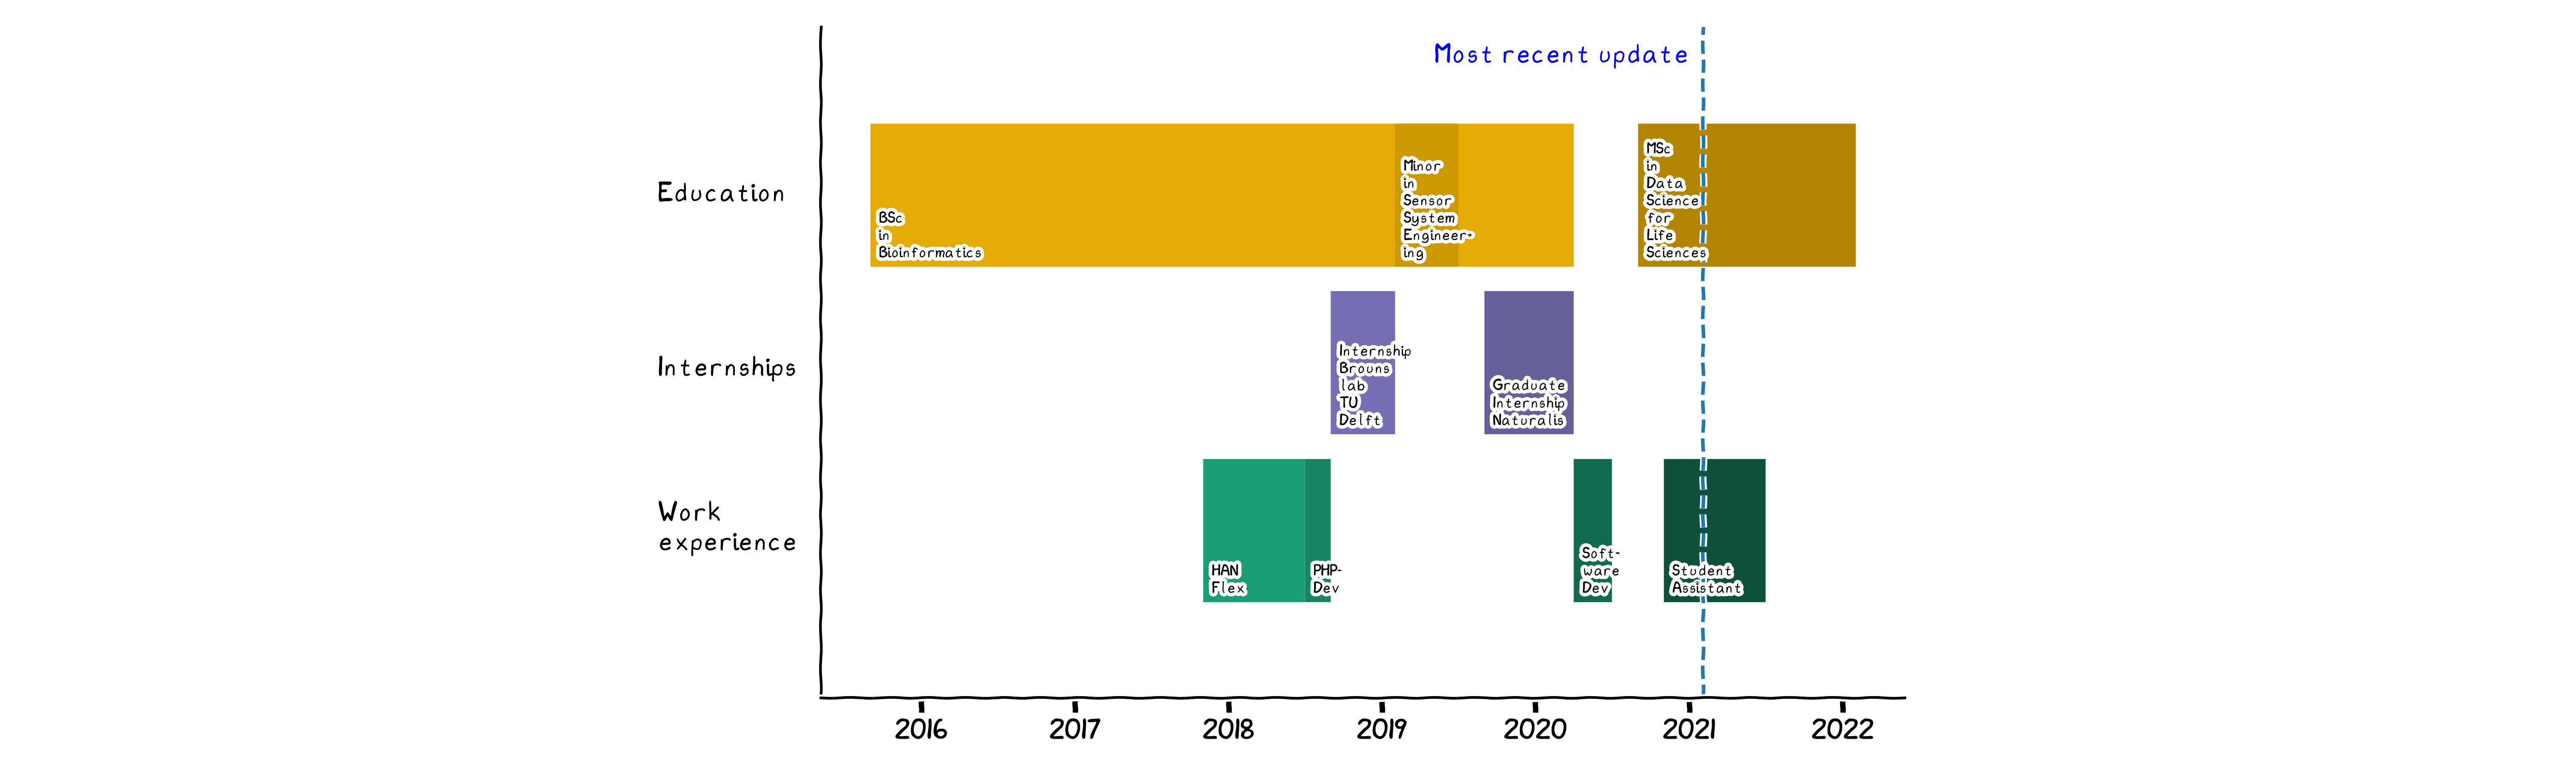 Most recent update
Education
BSc
in
Bioinformatics
Minor
in
Sensor
System
Engineer-
ing
MSc
in
Data
Science
for
Life
Sciences
Internships
Internship
Brouns
lab
TU
Delft
Graduate
Internship
Naturalis
Work
experience
HAN
Flex
PHP-
Dev
Soft-
ware
Dev
Student
Assistant
2016
2017
2018
2019
2020
2021
2022